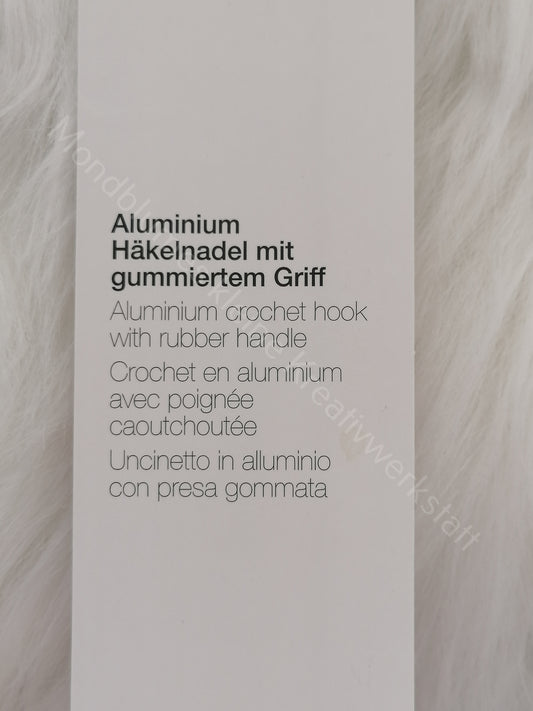 Aluminium
Häkelnadel mit
gummiertem Griff
Aluminium crochet hook
with rubber handle
Crochet en aluminium
avec poignée
caoutchoutée
Uncinetto in alluminio
con presa gommata
kreativwerkstatt